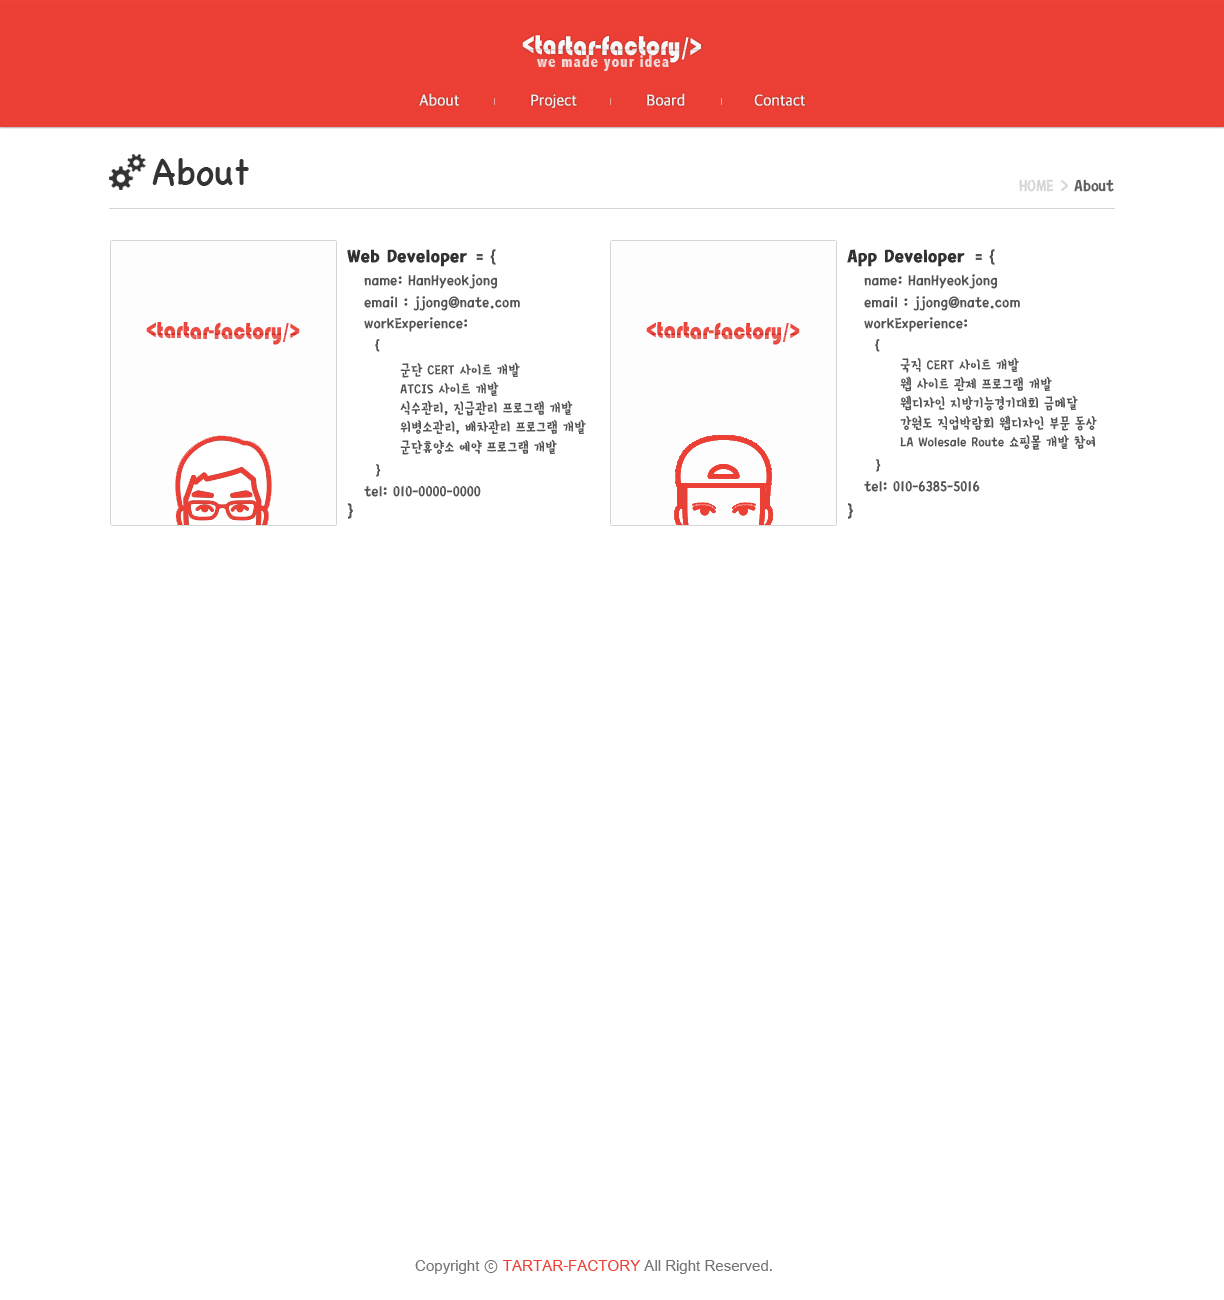 <tartar-factory/>
we made your idea
About
Project
Board
Contact
About
HOME > About
<tartar-factory/>
Web Developer = {
name: HanHyeokjong
email : jjong@nate.com
workExperience:
{
군단 CERT 사이트 개발
ATCIS 사이트 개발
식수관리, 진급관리 프로그램 개발
위병소관리, 배차관리 프로그램 개발
군단휴양소 예약 프로그램 개발
}
tel: 010-0000-0000
}
<tartar-factory/>
App Developer = {
name: HanHyeokjong
email : jjong@nate.com
workExperience:
{
국직 CERT 사이트 개발
웹 사이트 관제 프로그램 개발
웹디자인 지방기능경기대회 금메달
강원도 직업박람회 웹디자인 부문 동상
LA Wolesale Route 쇼핑몰 개발 참여
}
tel: 010-6385-5016
}
Copyright ⓒ TARTAR-FACTORY All Right Reserved.